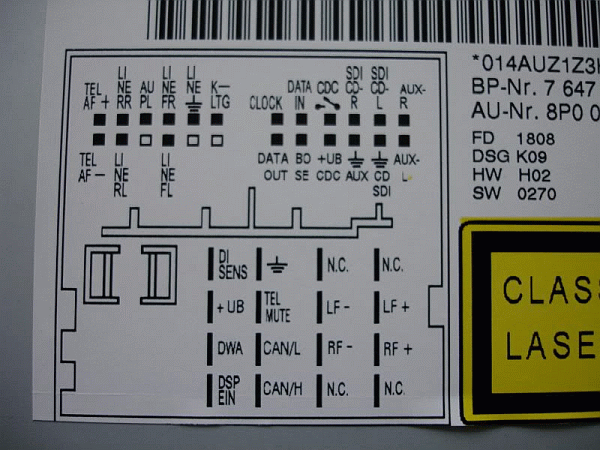 *014AUZ1Z3
BP-Nr. 7 647
AU-Nr. 8P0 0
FD 1808
DSG K09
HW H02
SW 0270
TEL AF +
LI NE RR
AU PL
LI NE FR
LI NE
K- LTG
CLOCK
DATA IN
CDC
SDI CD- R
SDI CD- L
AUX- R
TEL AF -
LI NE RL
LI NE FL
DATA OUT
BO SE
+UB CDC
AUX
CD SDI
AUX- L
DI SENS
N.C.
N.C.
+UB
TEL MUTE
LF -
LF +
DWA
CAN/L
RF -
RF +
DSP EIN
CAN/H
N.C.
N.C.
CLAS
LASE